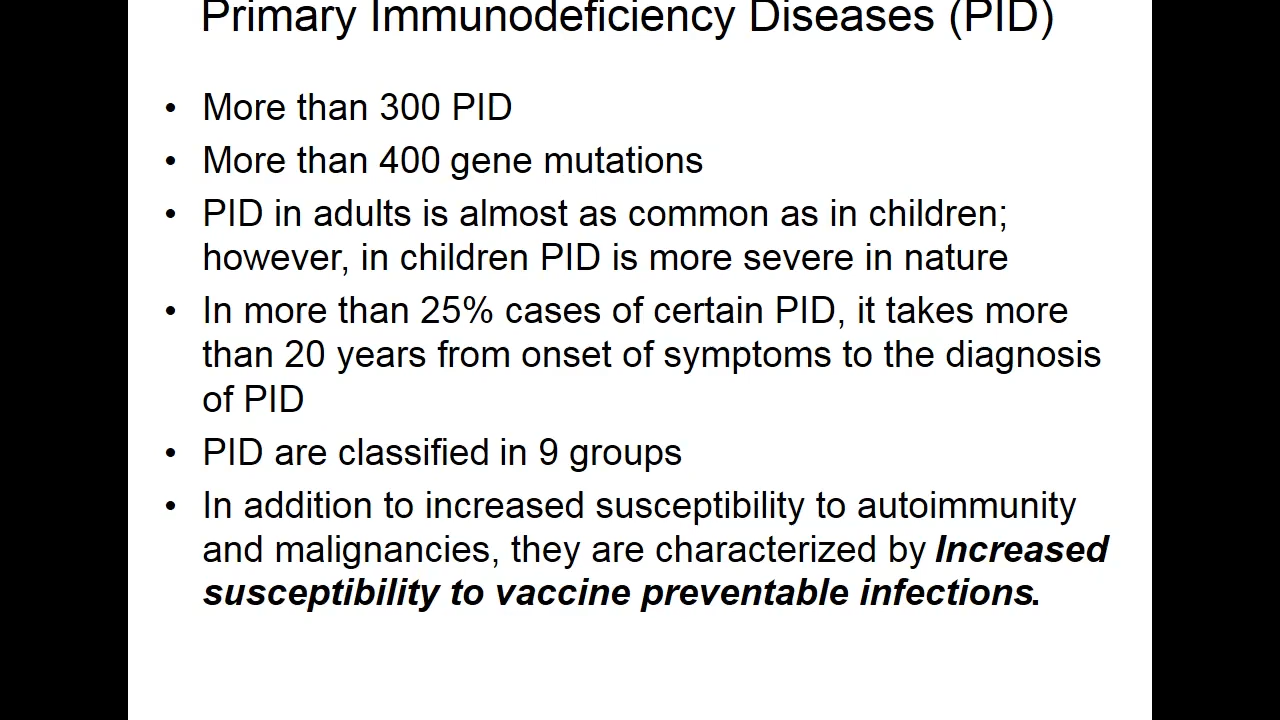 Primary Immunodeficiency Diseases (PID)
• More than 300 PID
• More than 400 gene mutations
• PID in adults is almost as common as in children;
however, in children PID is more severe in nature
• In more than 25% cases of certain PID, it takes more
than 20 years from onset of symptoms to the diagnosis
of PID
• PID are classified in 9 groups
• In addition to increased susceptibility to autoimmunity
and malignancies, they are characterized by Increased
susceptibility to vaccine preventable infections.